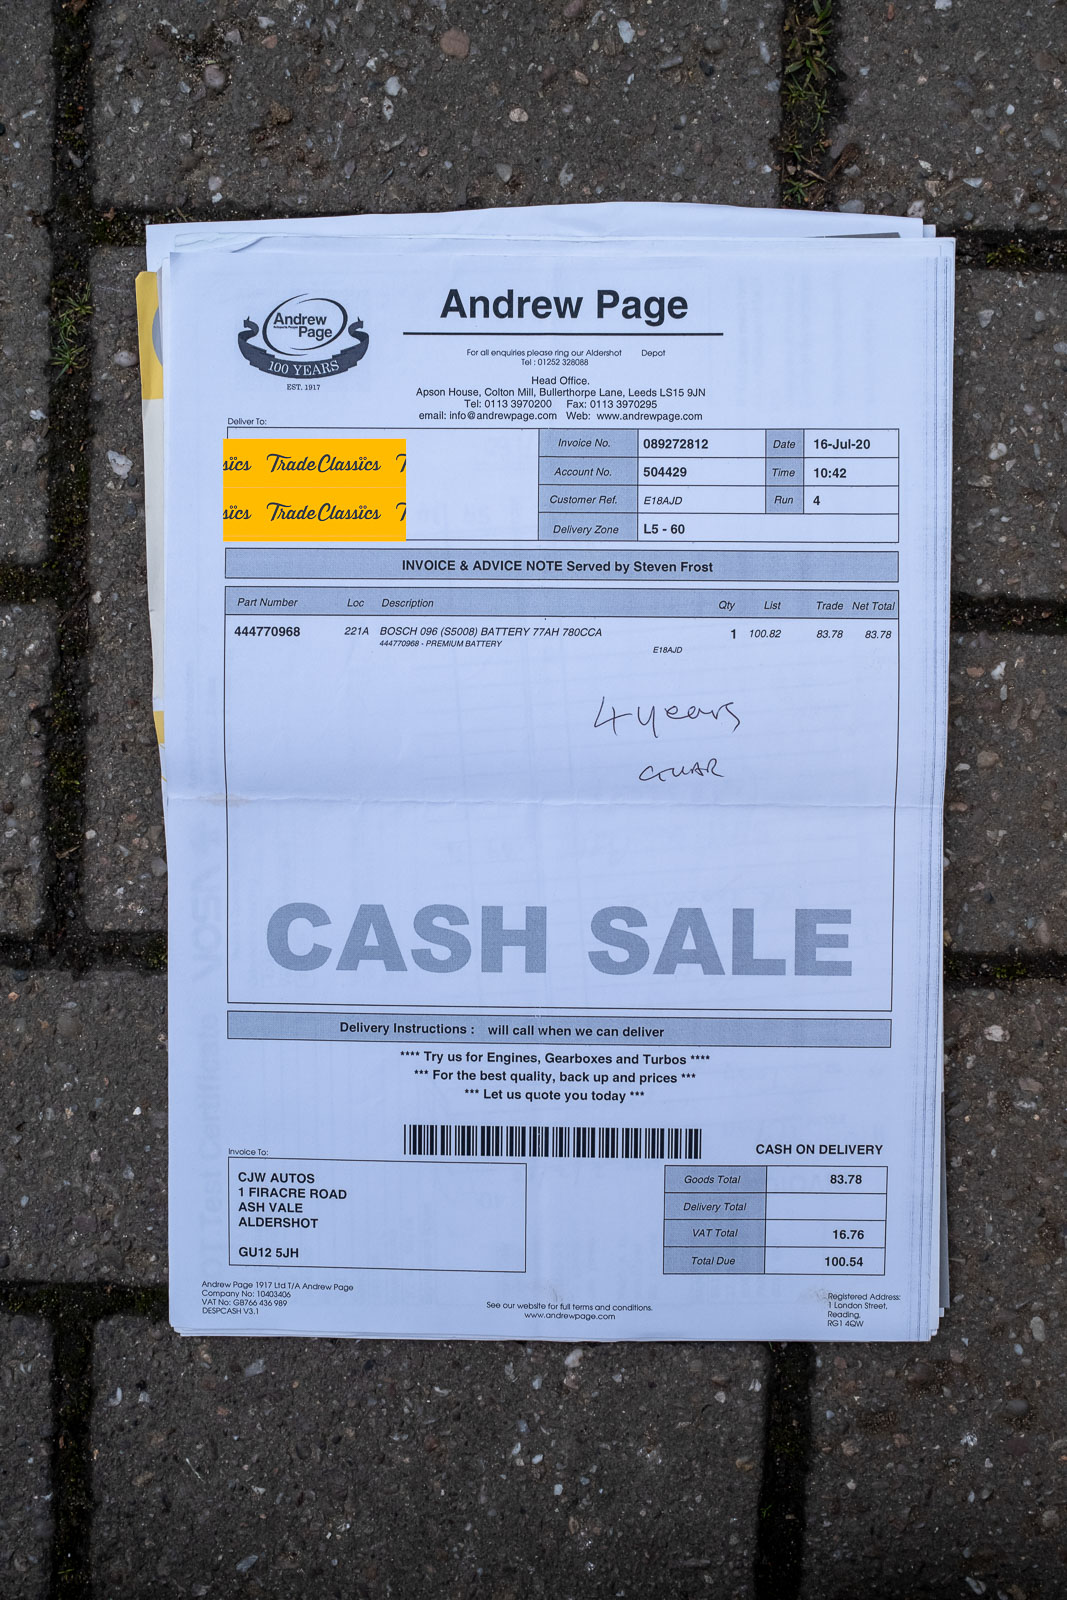 Andrew Page
Andrew
Page
100 YEARS
EST. 1917
For all enquiries please ring our Aldershot Depot
Tel : 01252 328088
Head Office.
Apson House, Colton Mill, Bullerthorpe Lane, Leeds LS15 9JN
Tel: 0113 3970200 Fax: 0113 3970295
email: info@andrewpage.com Web: www.andrewpage.com
Deliver To:
Trade Classics
Trade Classics
Invoice No. 089272812 Date 16-Jul-20
Account No. 504429 Time 10:42
Customer Ref. E18AJD Run 4
Delivery Zone L5 - 60
INVOICE & ADVICE NOTE Served by Steven Frost
Part Number Loc Description Qty List Trade Net Total
444770968 221A BOSCH 096 (S5008) BATTERY 77AH 780CCA 1 100.82 83.78 83.78
444770968 - PREMIUM BATTERY
E18AJD
4 years
GUAR
CASH SALE
Delivery Instructions : will call when we can deliver
**** Try us for Engines, Gearboxes and Turbos ****
*** For the best quality, back up and prices ***
*** Let us quote you today ***
CASH ON DELIVERY
Invoice To:
CJW AUTOS
1 FIRACRE ROAD
ASH VALE
ALDERSHOT
GU12 5JH
Goods Total 83.78
Delivery Total
VAT Total 16.76
Total Due 100.54
Andrew Page 1917 Ltd T/A Andrew Page
Company No: 10403406
VAT No: GB766 436 989
DESPCASH V3.1
See our website for full terms and conditions.
www.andrewpage.com
Registered Address:
1 London Street,
Reading,
RG1 4QW